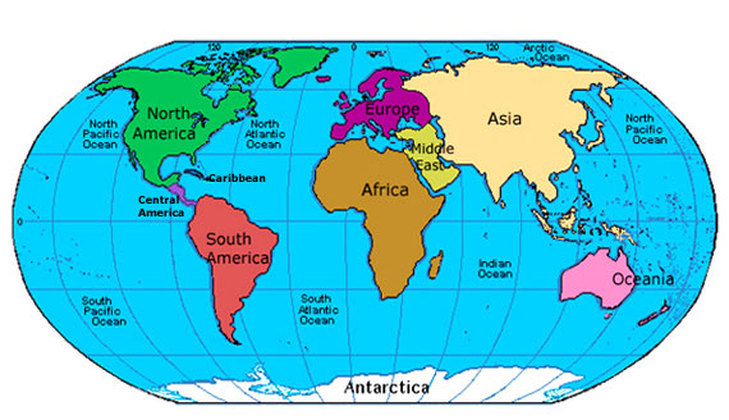 120
0
120
Arctic
Ocean
North
Pacific
Ocean
North
America
North
Atlantic
Ocean
Europe
Asia
North
Pacific
Ocean
Middle
East
Caribbean
Central
America
Africa
0
South
America
Indian
Ocean
Oceania
South
Pacific
Ocean
South
Atlantic
Ocean
Antarctica